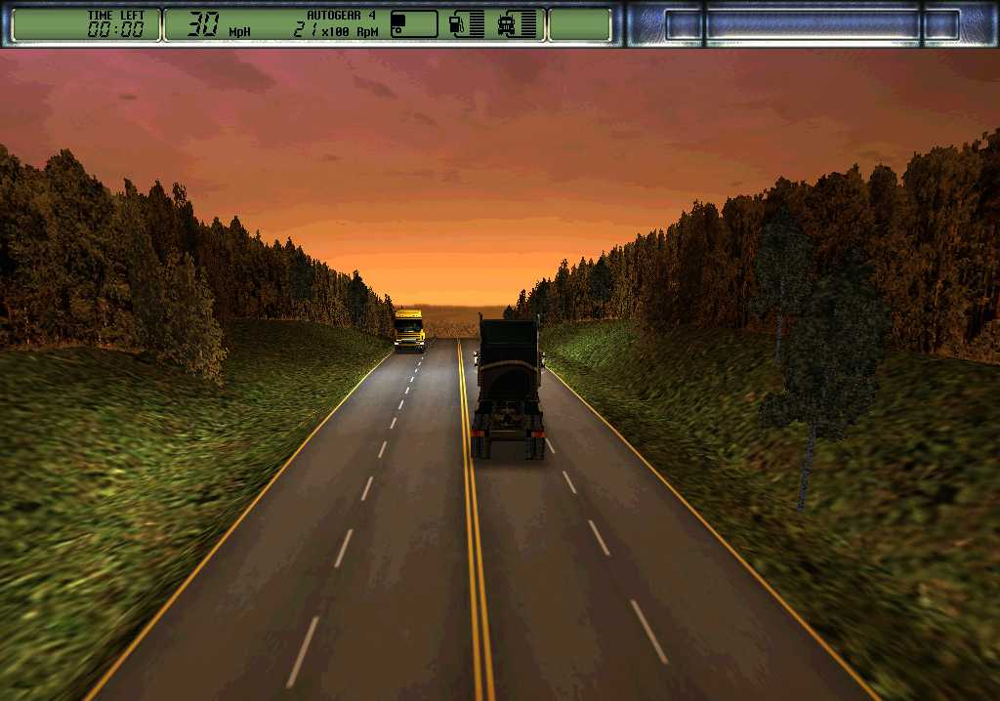 TIME LEFT
00:00
30 MpH
AUTOGEAR 4
21 x100 RpM